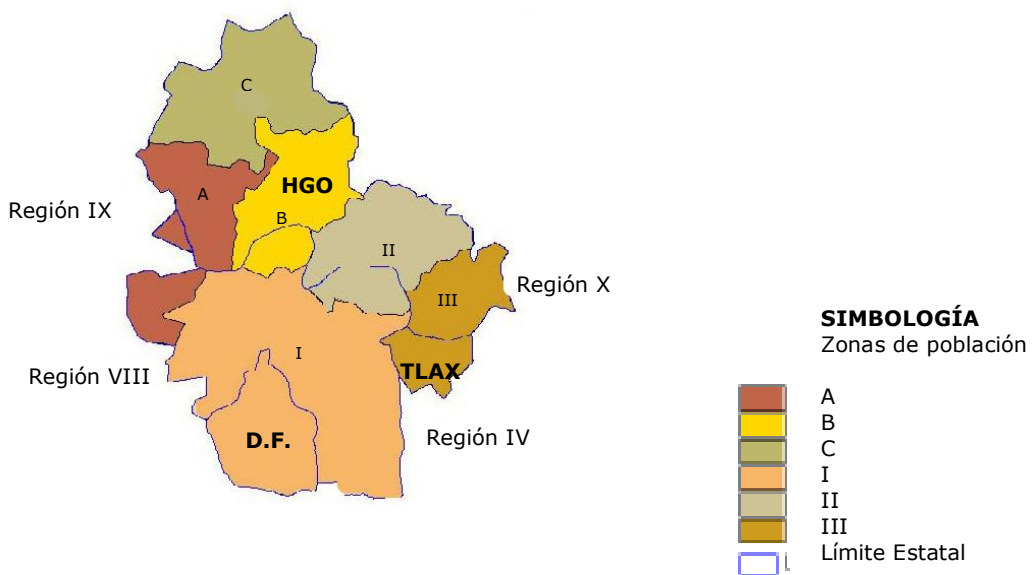 C
A
HGO
Región IX
B
II
Región X
III
SIMBOLOGÍA
Zonas de población
I
TLAX
Región VIII
A
B
Región IV
D.F.
C
I
II
III
Límite Estatal